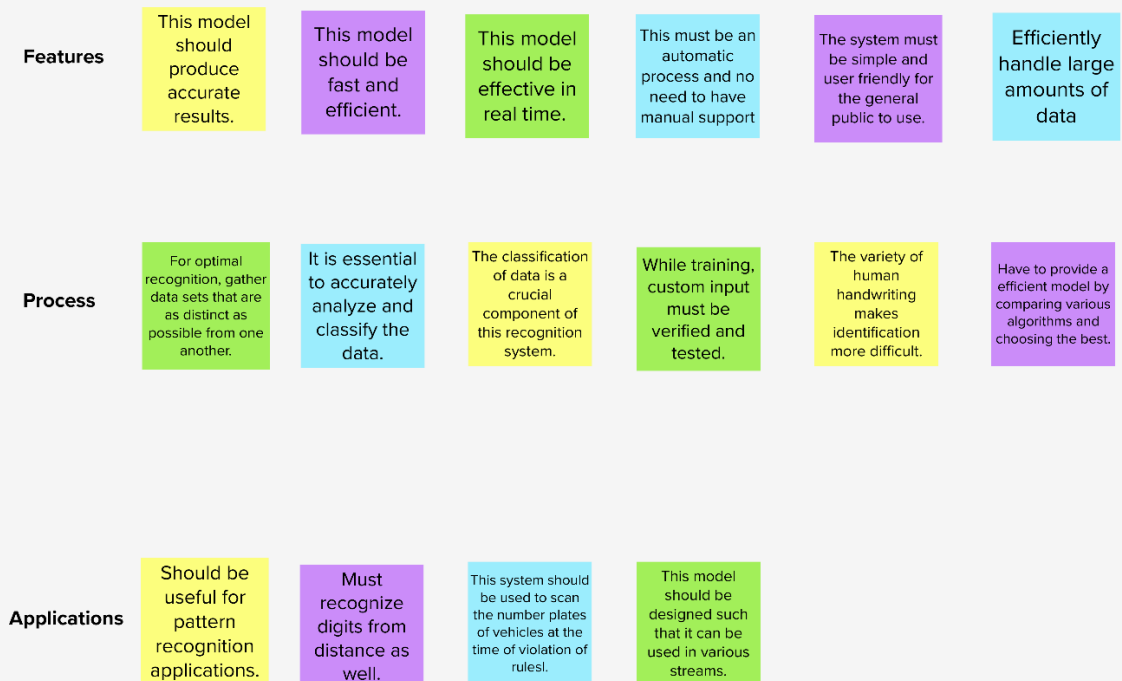 Features
This model
should
produce
accurate
results.
This model
should be
fast and
efficient.
This model
should be
effective in
real time.
This must be an
automatic
process and no
need to have
manual support
The system must
be simple and
user friendly for
the general
public to use.
Efficiently
handle large
amounts of
data
Process
For optimal
recognition, gather
data sets that are
as distinct as
possible from one
another.
It is essential
to accurately
analyze and
classify the
data.
The classification
of data is a
crucial
component of
this recognition
system.
While training,
custom input
must be
verified and
tested.
The variety of
human
handwriting
makes
identification
more difficult.
Have to provide a
efficient model by
comparing various
algorithms and
choosing the best.
Applications
Should be
useful for
pattern
recognition
applications.
Must
recognize
digits from
distance as
well.
This system should
be used to scan
the number plates
of vehicles at the
time of violation of
rulesl.
This model
should be
designed such
that it can be
used in various
streams.